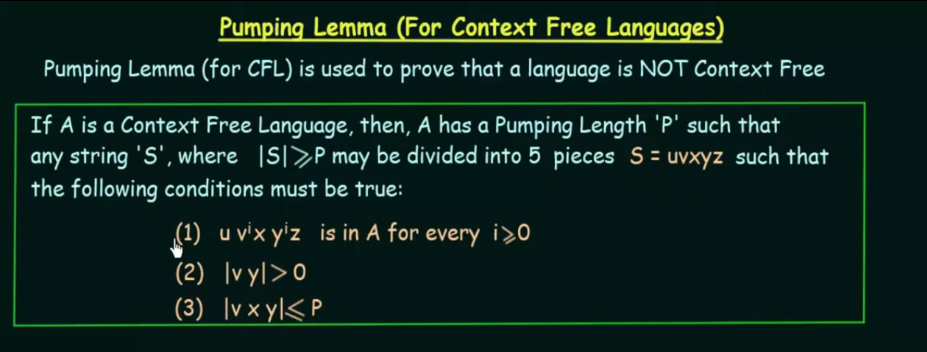 Pumping Lemma (For Context Free Languages)
Pumping Lemma (for CFL) is used to prove that a language is NOT Context Free
If A is a Context Free Language, then, A has a Pumping Length 'P' such that
any string 'S', where |S| ⩾ P may be divided into 5 pieces S = uvxyz such that
the following conditions must be true:
(1) u vⁱx yⁱz is in A for every i ⩾ 0
(2) |v y| > 0
(3) |v x y| ⩽ P